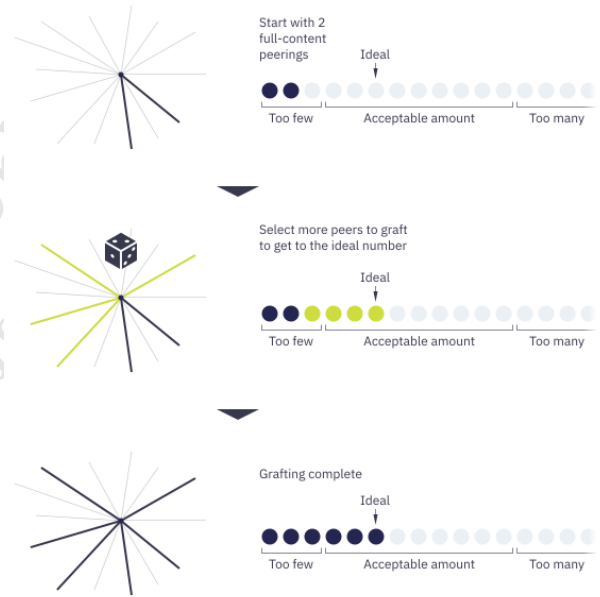 Start with 2
full-content
peerings
Ideal
Too few
Acceptable amount
Too many
Select more peers to graft
to get to the ideal number
Ideal
Too few
Acceptable amount
Too many
Grafting complete
Ideal
Too few
Acceptable amount
Too many